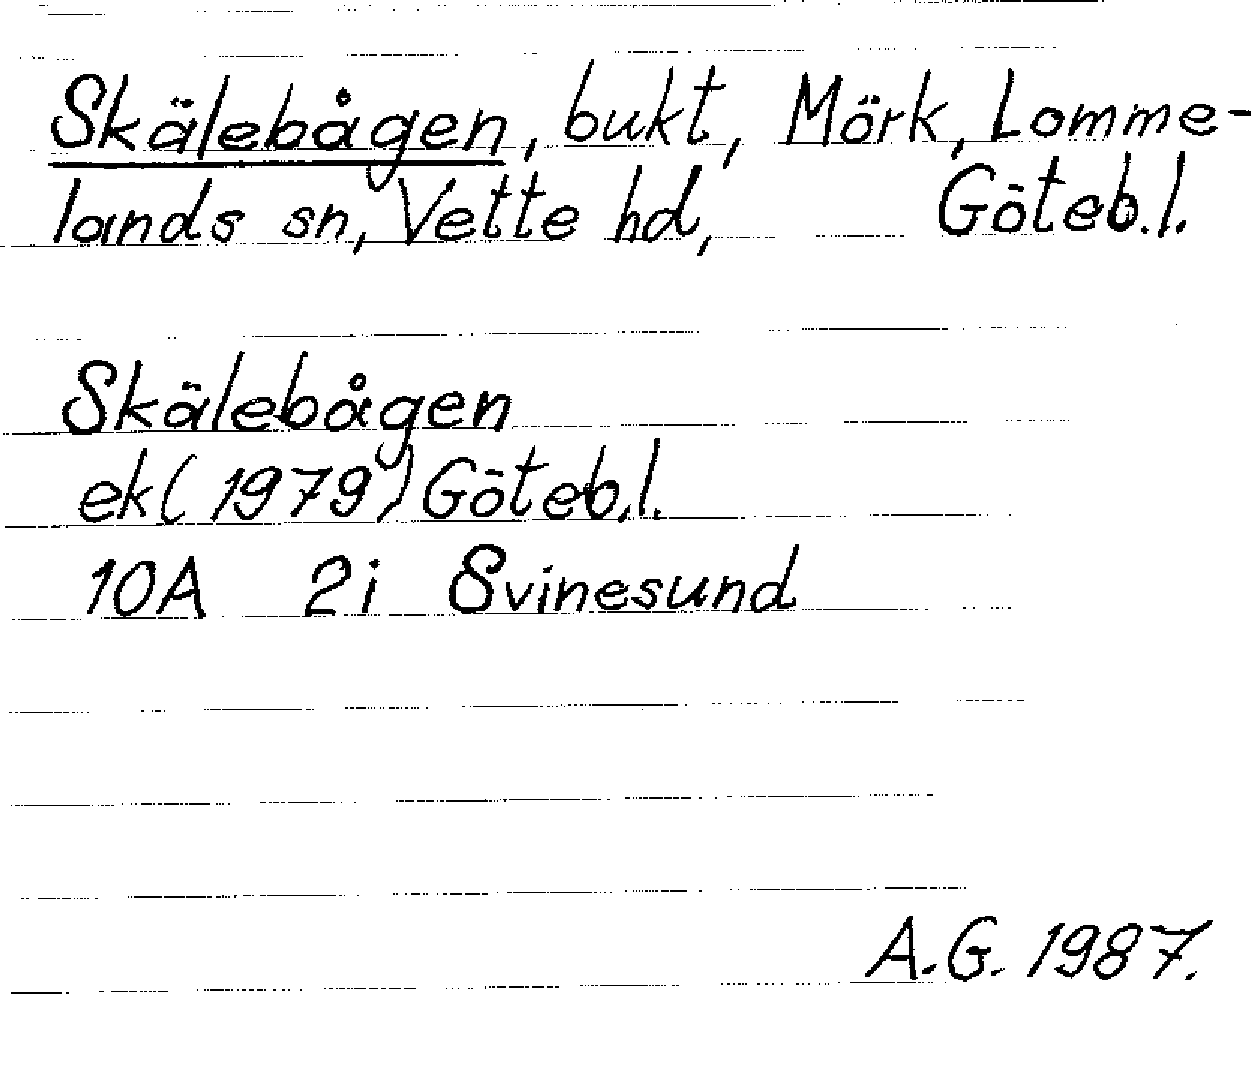 Skälebågen, bukt, Mörk, Lomme-
lands sn, Vette hd, Göteb.l.
Skälebågen
ek(1979) Göteb.l.
10A 2i Svinesund
A.G. 1987.